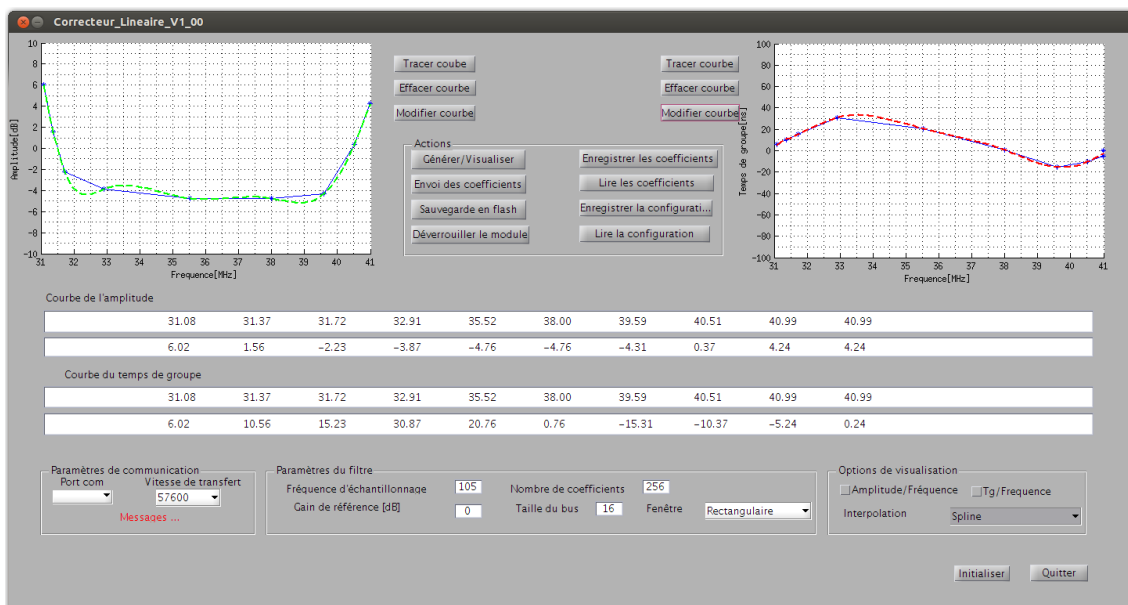 Correcteur_Lineaire_V1_00
10
8
6
4
2
0
−2
−4
−6
−8
−10
Amplitude[dB]
31 32 33 34 35 36 37 38 39 40 41
Frequence[MHz]
Tracer coube
Effacer courbe
Modifier courbe
Tracer courbe
Effacer courbe
Modifier courbe
Actions
Générer/Visualiser
Enregistrer les coefficients
Envoi des coefficients
Lire les coefficients
Sauvegarde en flash
Enregistrer la configurati...
Déverrouiller le module
Lire la configuration
100
80
60
40
20
0
−20
−40
−60
−80
−100
Temps de groupe[ns]
31 32 33 34 35 36 37 38 39 40 41
Frequence[MHz]
Courbe de l'amplitude
31.08 31.37 31.72 32.91 35.52 38.00 39.59 40.51 40.99 40.99
6.02 1.56 −2.23 −3.87 −4.76 −4.76 −4.31 0.37 4.24 4.24
Courbe du temps de groupe
31.08 31.37 31.72 32.91 35.52 38.00 39.59 40.51 40.99 40.99
6.02 10.56 15.23 30.87 20.76 0.76 −15.31 −10.37 −5.24 0.24
Paramètres de communication
Port com Vitesse de transfert
57600
Messages ...
Paramètres du filtre
Fréquence d'échantillonnage 105 Nombre de coefficients 256
Gain de référence [dB] 0 Taille du bus 16 Fenêtre Rectangulaire
Options de visualisation
Amplitude/Fréquence Tg/Frequence
Interpolation Spline
Initialiser Quitter